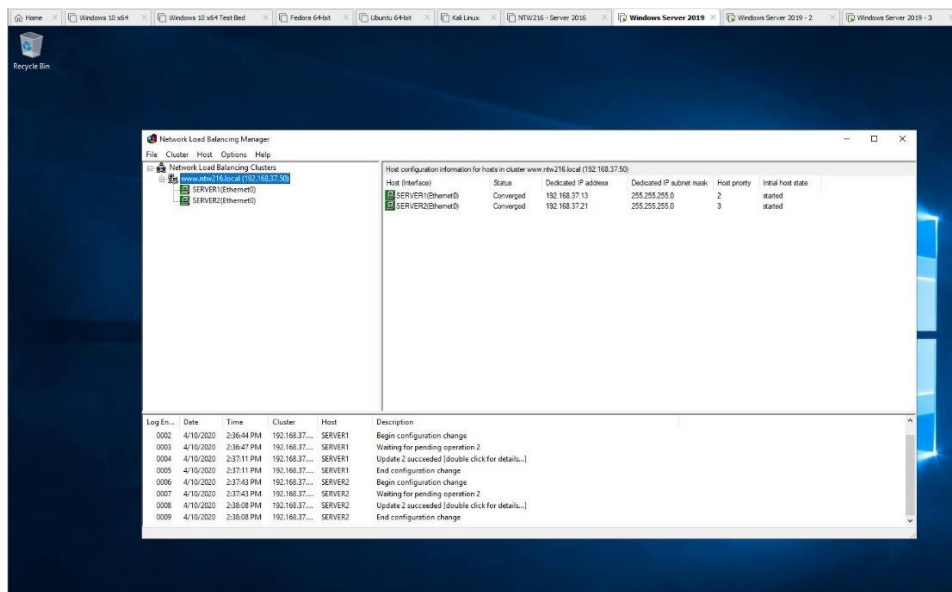 Home Windows 10 x64 Windows 10 x64 Test Bed Fedora 64-bit Ubuntu 64-bit Kali Linux NTW216 - Server 2016 Windows Server 2019 Windows Server 2019 - 2 Windows Server 2019 - 3
Recycle Bin
Network Load Balancing Manager
File Cluster Host Options Help
Network Load Balancing Clusters
www.ntw216.local (192.168.37.50)
SERVER1(Ethernet0)
SERVER2(Ethernet0)
Host configuration information for hosts in cluster www.ntw216.local (192.168.37.50)
Host (Interface) Status Dedicated IP address Dedicated IP subnet mask Host priority Initial host state
SERVER1(Ethernet0) Converged 192.168.37.13 255.255.255.0 2 started
SERVER2(Ethernet0) Converged 192.168.37.21 255.255.255.0 3 started
Log En... Date Time Cluster Host Description
0002 4/10/2020 2:36:44 PM 192.168.37.... SERVER1 Begin configuration change
0003 4/10/2020 2:36:47 PM 192.168.37.... SERVER1 Waiting for pending operation 2
0004 4/10/2020 2:37:11 PM 192.168.37.... SERVER1 Update 2 succeeded [double click for details...]
0005 4/10/2020 2:37:11 PM 192.168.37.... SERVER1 End configuration change
0006 4/10/2020 2:37:43 PM 192.168.37.... SERVER2 Begin configuration change
0007 4/10/2020 2:37:43 PM 192.168.37.... SERVER2 Waiting for pending operation 2
0008 4/10/2020 2:38:08 PM 192.168.37.... SERVER2 Update 2 succeeded [double click for details...]
0009 4/10/2020 2:38:08 PM 192.168.37.... SERVER2 End configuration change